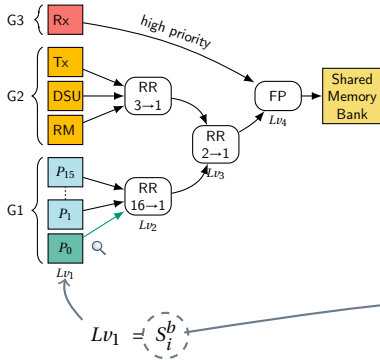 G3
Rx
high priority
G2
Tx
DSU
RM
RR
3→1
RR
2→1
Lv₃
FP
Lv₄
Shared
Memory
Bank
G1
P₁₅
P₁
P₀
Lv₁
RR
16→1
Lv₂
Lv₁ = Sᵢᵇ